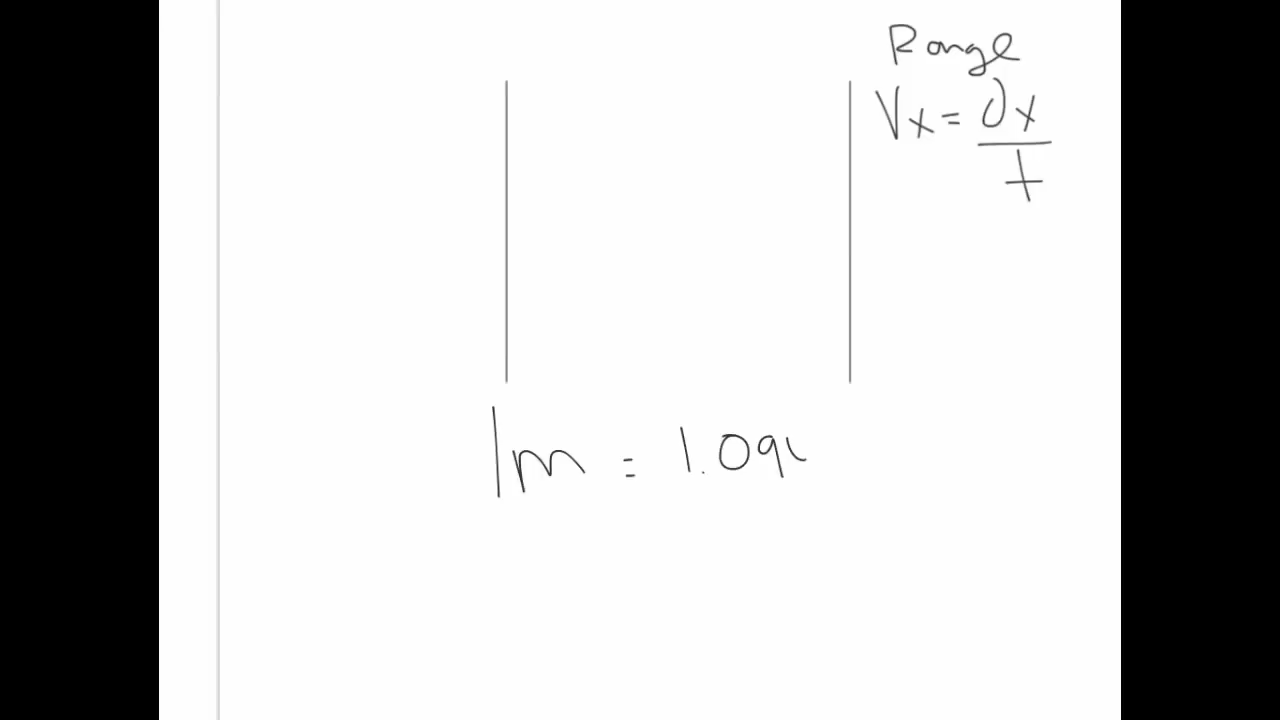 Range
Vx = dx
t
1m = 1.09